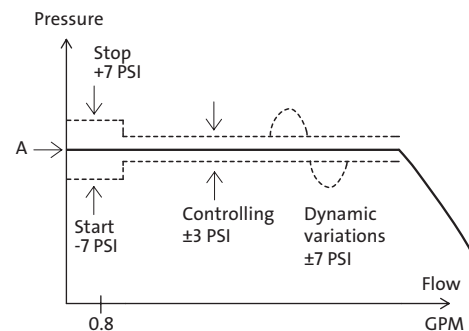 Pressure
Stop
+7 PSI
A
Start
-7 PSI
Controlling
±3 PSI
Dynamic
variations
±7 PSI
Flow
0.8
GPM